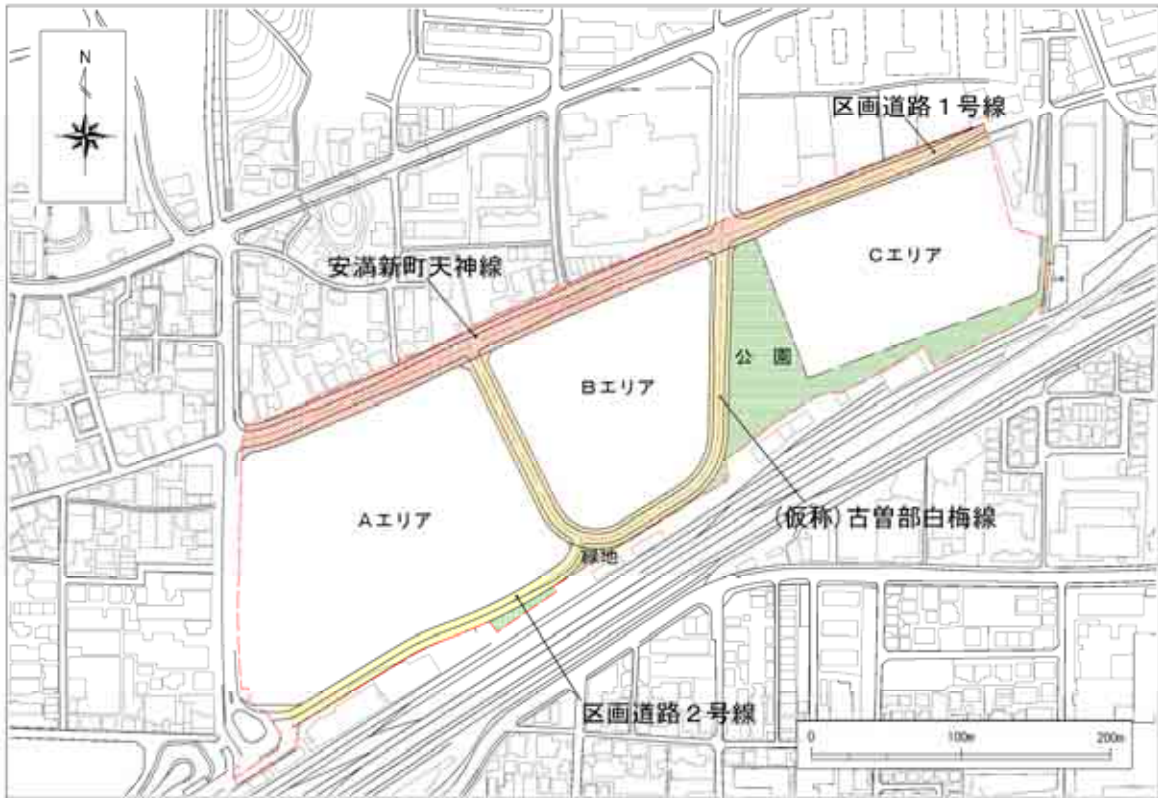 N
区画道路１号線
Cエリア
安満新町天神線
公園
Bエリア
Aエリア
(仮称)古曽部白梅線
緑地
区画道路２号線
0
100m
200m